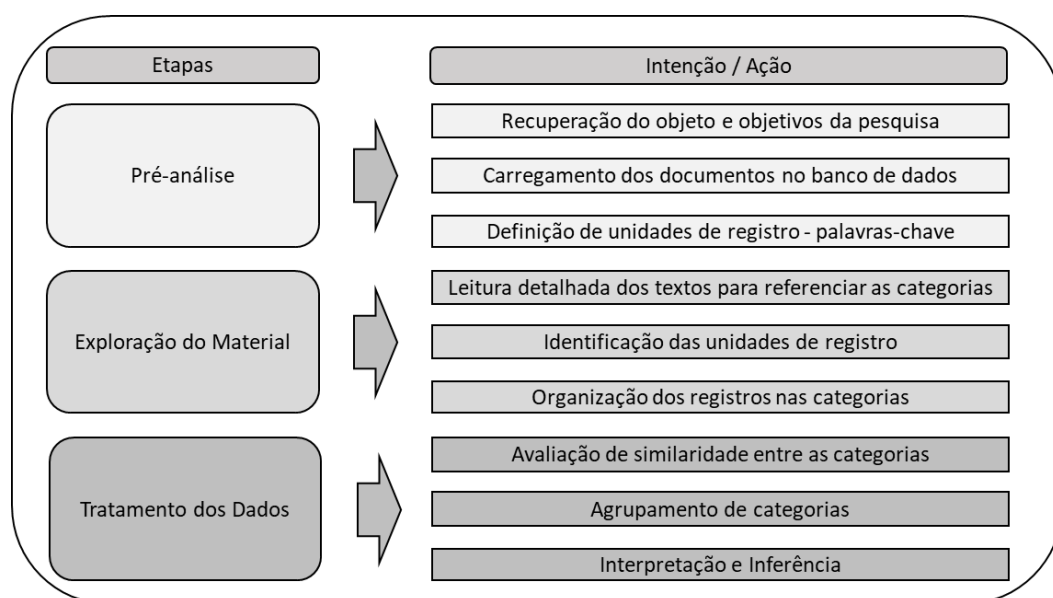 Etapas
Intenção / Ação
Pré-análise
Recuperação do objeto e objetivos da pesquisa
Carregamento dos documentos no banco de dados
Definição de unidades de registro - palavras-chave
Exploração do Material
Leitura detalhada dos textos para referenciar as categorias
Identificação das unidades de registro
Organização dos registros nas categorias
Tratamento dos Dados
Avaliação de similaridade entre as categorias
Agrupamento de categorias
Interpretação e Inferência